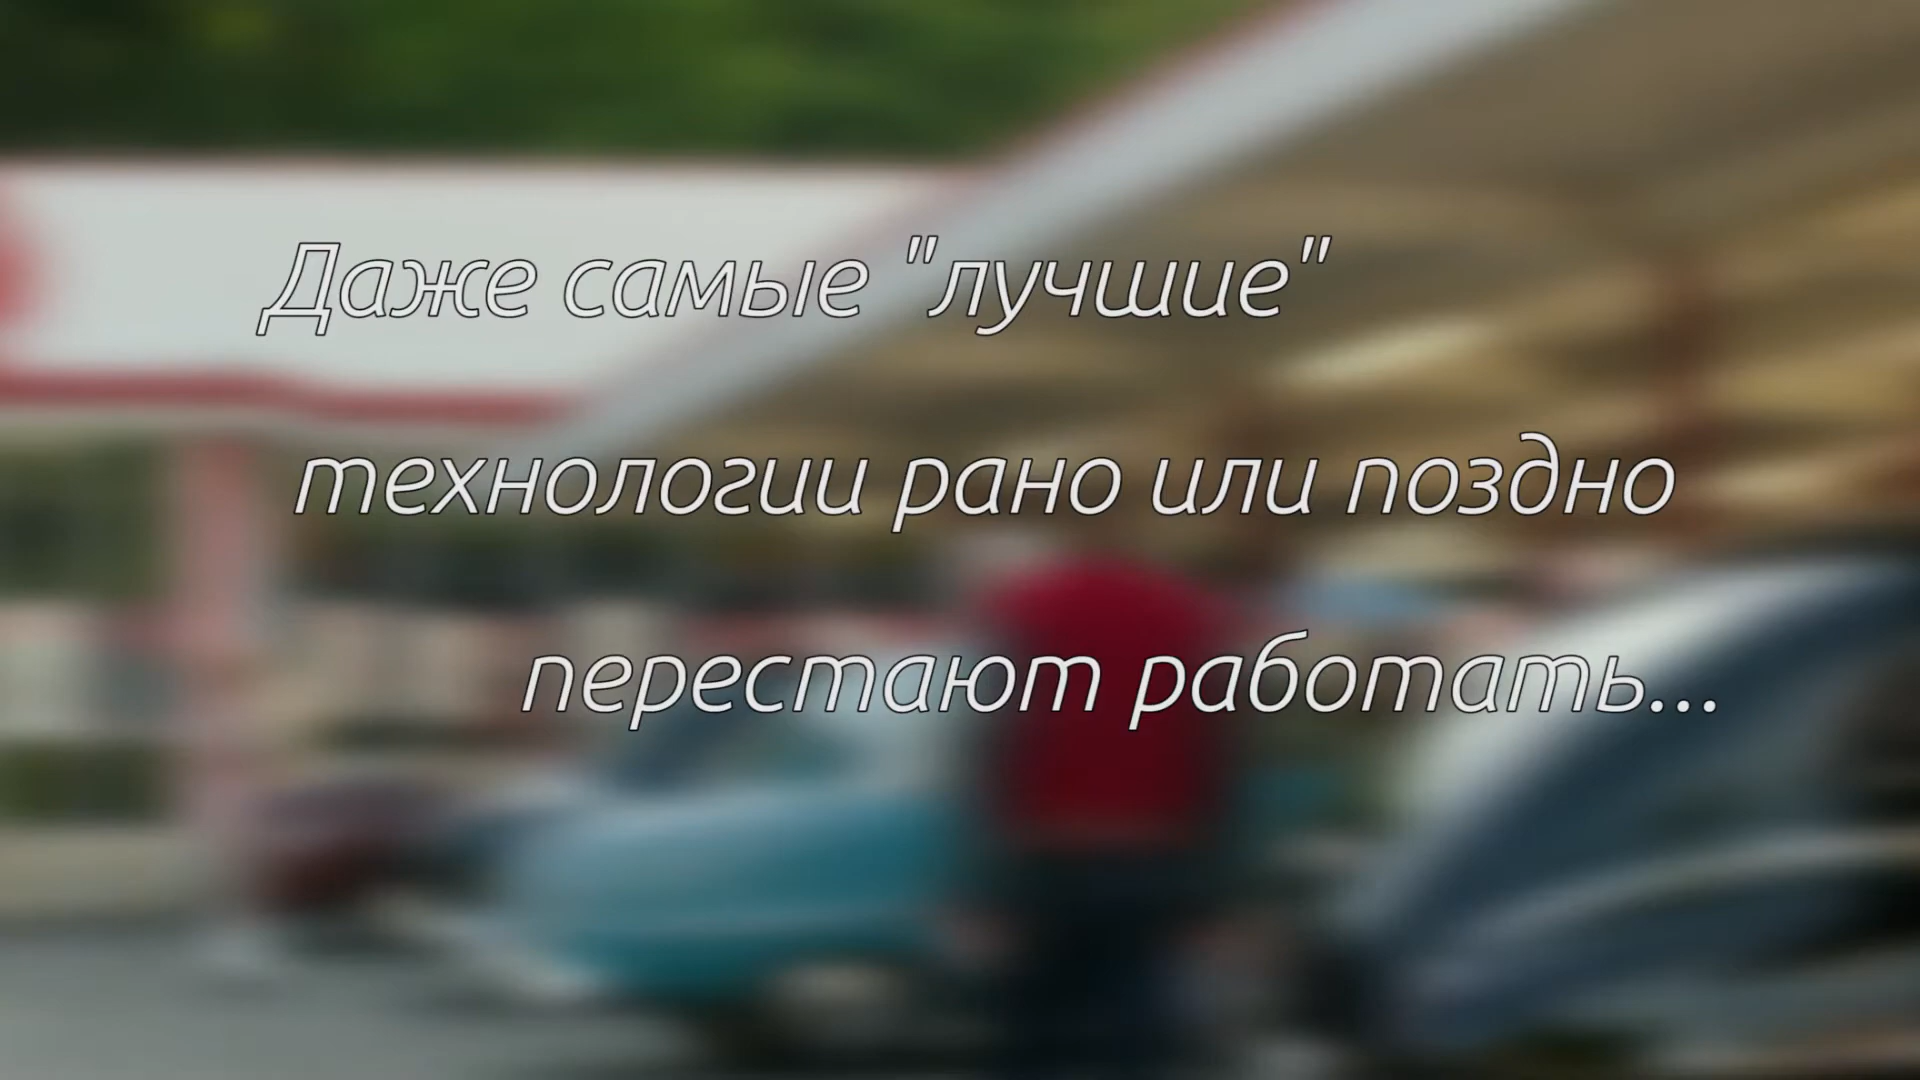 Даже самые "лучшие"
технологии рано или поздно
перестают работать...